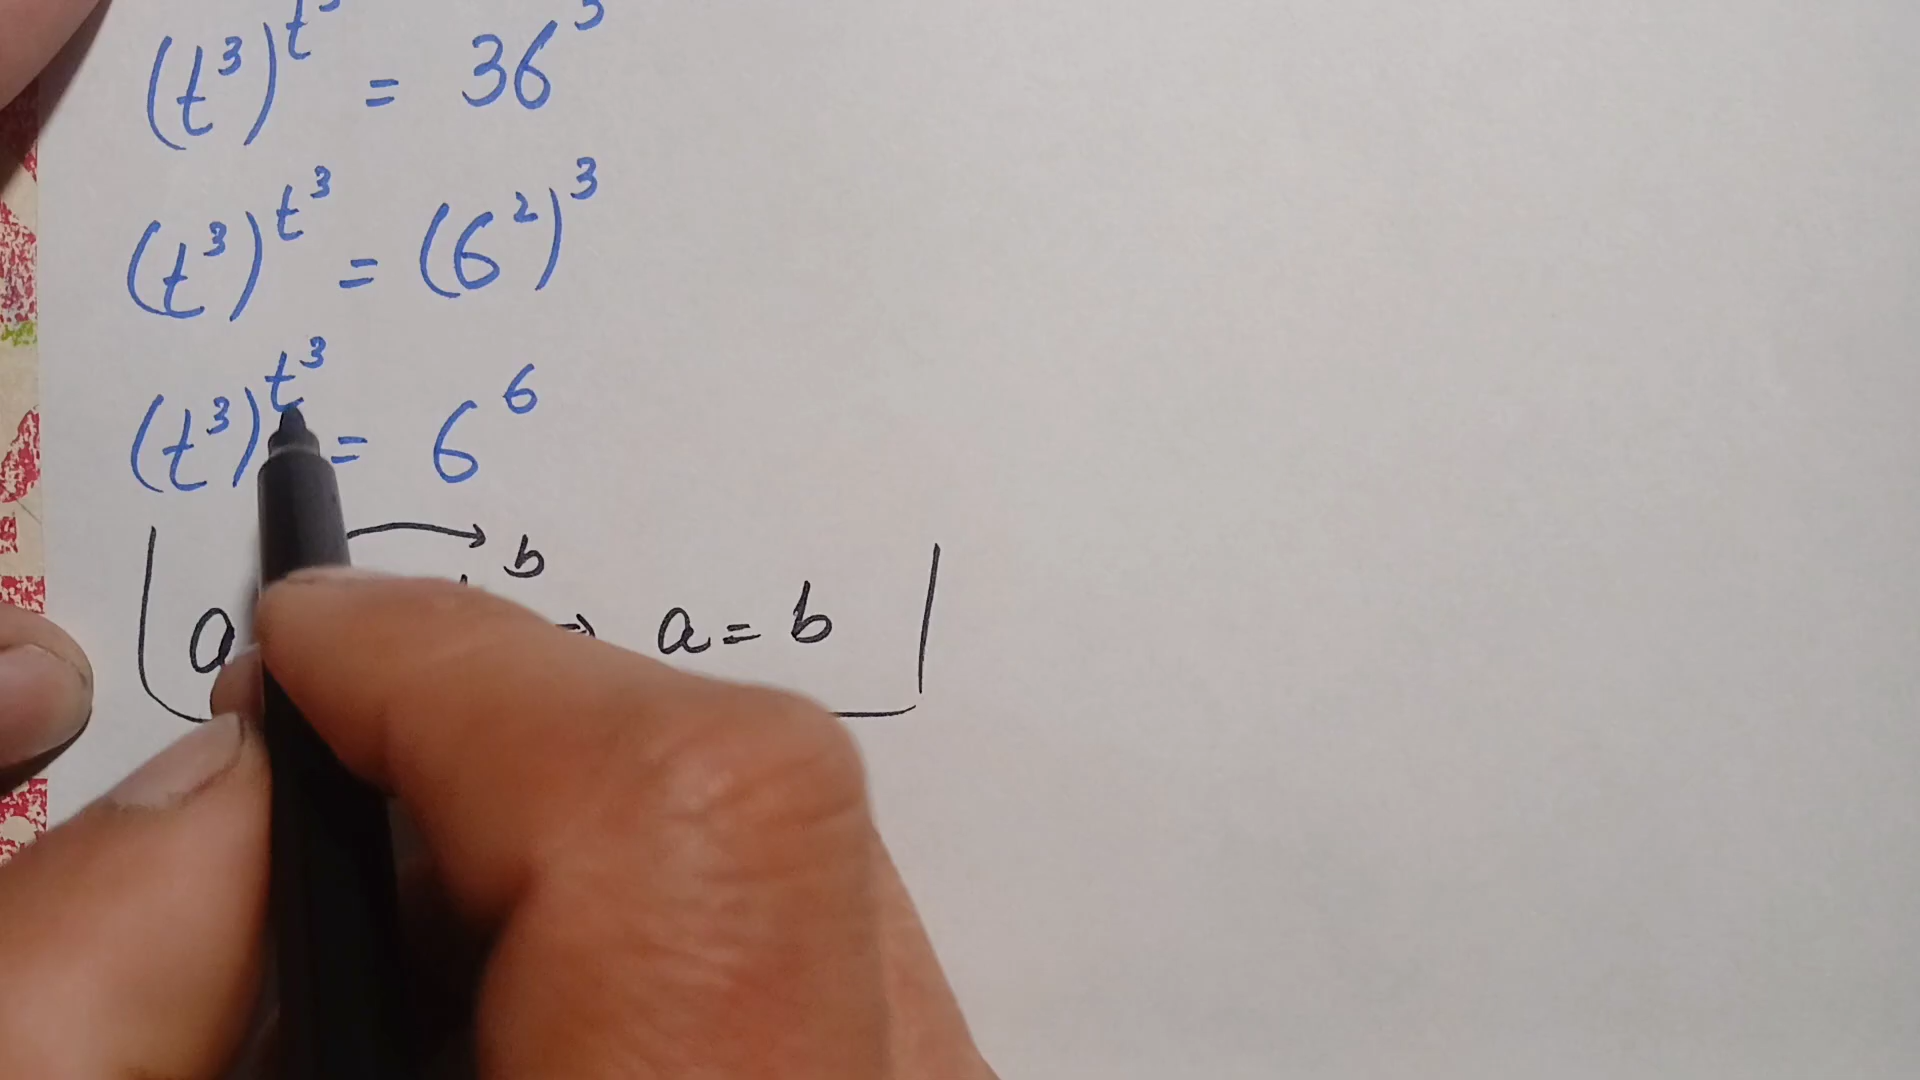 (t³)^t³ = 36³
(t³)^t³ = (6²)³
(t³)^t³ = 6⁶
a b → a = b